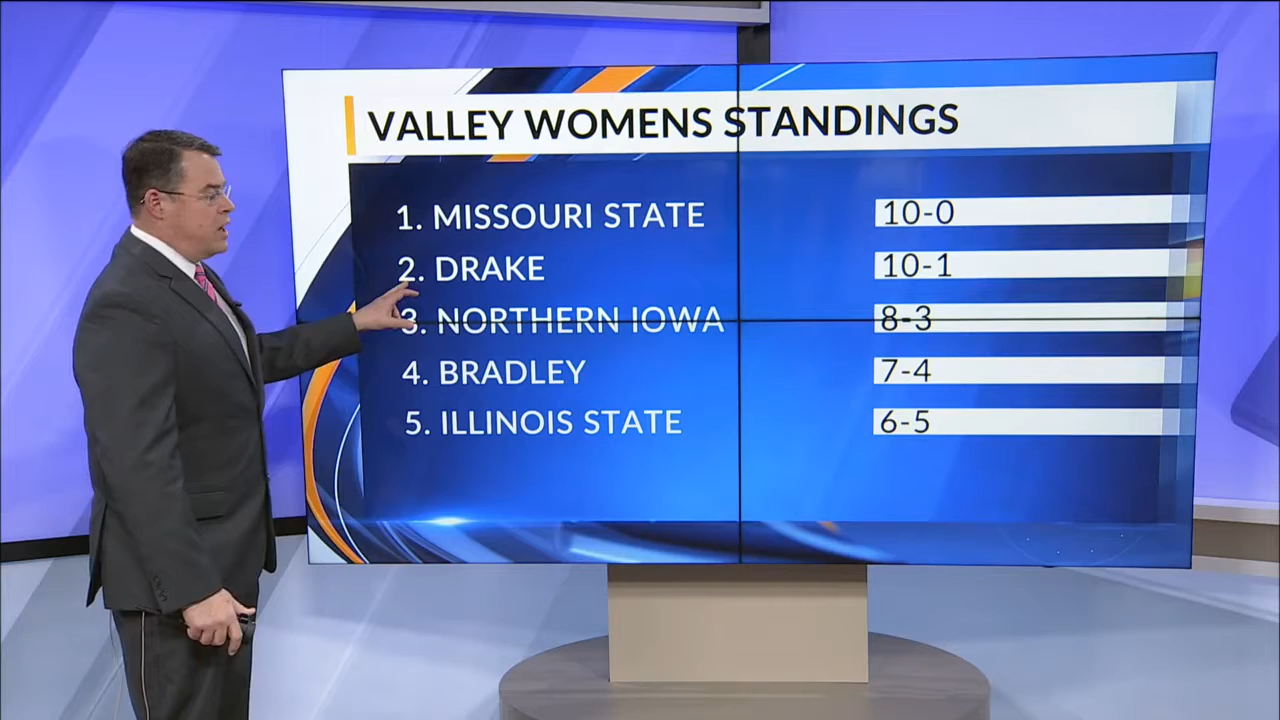 VALLEY WOMENS STANDINGS
1. MISSOURI STATE 10-0
2. DRAKE 10-1
3. NORTHERN IOWA 8-3
4. BRADLEY 7-4
5. ILLINOIS STATE 6-5